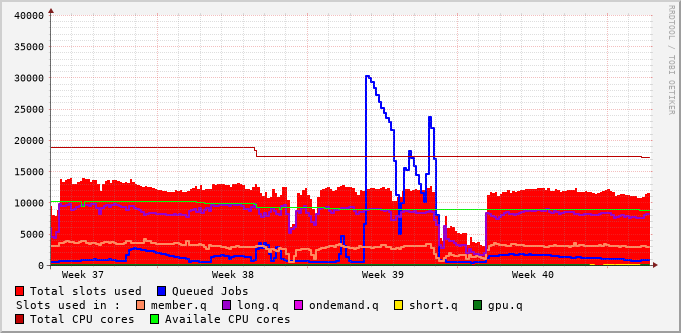 40000
35000
30000
25000
20000
15000
10000
5000
0
Week 37 Week 38 Week 39 Week 40
Total slots used Queued Jobs
Slots used in : member.q long.q ondemand.q short.q gpu.q
Total CPU cores Availale CPU cores
RRDTOOL / TOBI OETIKER